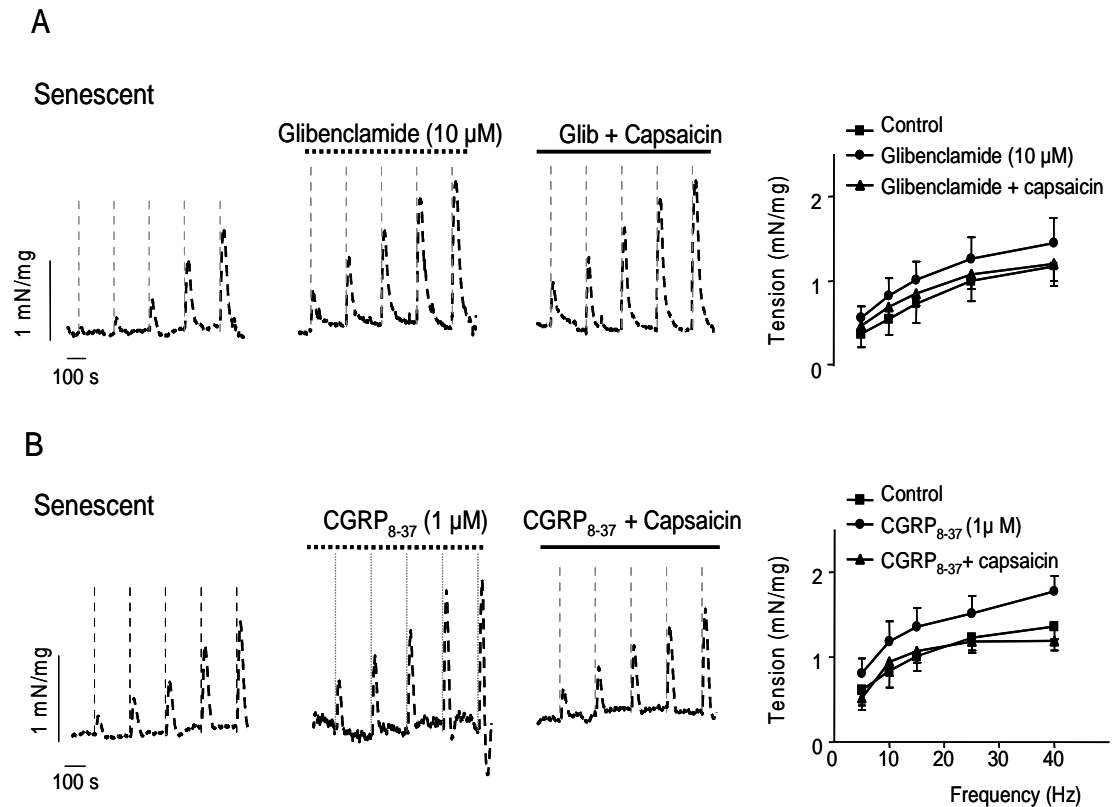 A
Senescent
Glibenclamide (10 µM)
Glib + Capsaicin
1 mN/mg
100 s
Control
Glibenclamide (10 µM)
Glibenclamide + capsaicin
Tension (mN/mg)
2
1
0
B
Senescent
CGRP8-37 (1 µM)
CGRP8-37 + Capsaicin
1 mN/mg
100 s
Control
CGRP8-37 (1µ M)
CGRP8-37+ capsaicin
Tension (mN/mg)
2
1
0
0 10 20 30 40
Frequency (Hz)